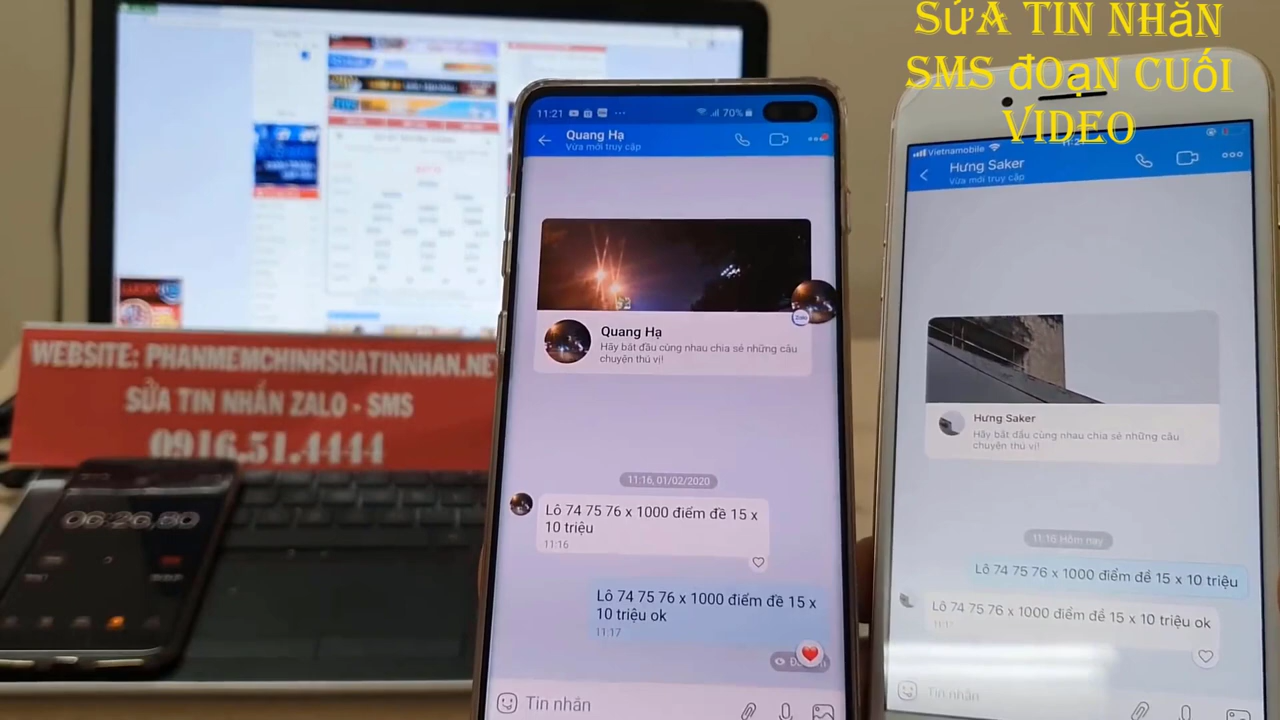 SỬA TIN NHẮN
SMS ĐOẠN CUỐI
VIDEO
WEBSITE: PHANMEMCHINHSUATINNHAN.NE
SỬA TIN NHẮN ZALO - SMS
0916.51.4444
06:26,80
11:21
70%
Quang Hạ
Vừa mới truy cập
Zalo
Quang Hạ
Hãy bắt đầu cùng nhau chia sẻ những câu
chuyện thú vị!
11:16, 01/02/2020
Lô 74 75 76 x 1000 điểm đề 15 x
10 triệu
11:16
Lô 74 75 76 x 1000 điểm đề 15 x
10 triệu ok
11:17
Tin nhắn
Vietnamobile
Hưng Saker
Vừa mới truy cập
Hưng Saker
Hãy bắt đầu cùng nhau chia sẻ những câu
chuyện thú vị!
11:16 Hôm nay
Lô 74 75 76 x 1000 điểm đề 15 x 10 triệu
Lô 74 75 76 x 1000 điểm đề 15 x 10 triệu ok
Tin nhắn